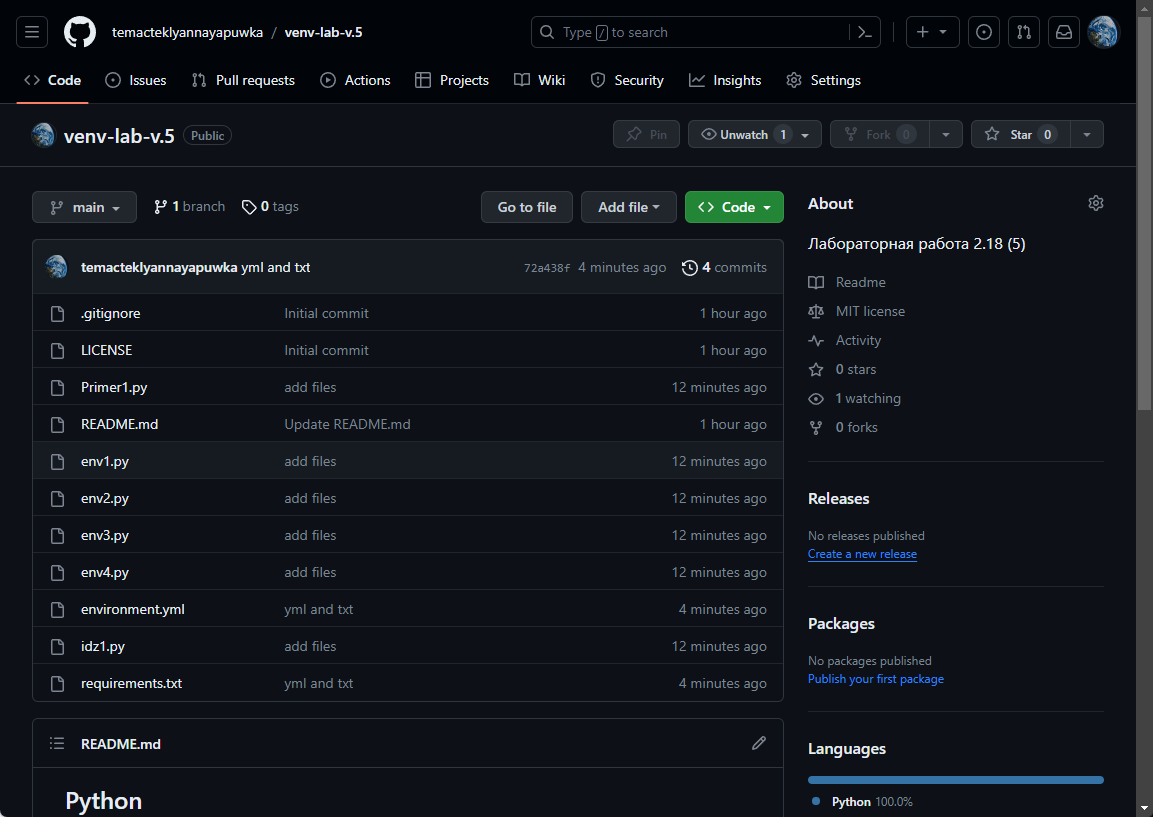 temacteklyannayapuwka / venv-lab-v.5
Type / to search
Code Issues Pull requests Actions Projects Wiki Security Insights Settings
venv-lab-v.5 Public
Pin Unwatch 1 Fork 0 Star 0
main 1 branch 0 tags Go to file Add file Code
temacteklyannayapuwka yml and txt 72a438f 4 minutes ago 4 commits
.gitignore Initial commit 1 hour ago
LICENSE Initial commit 1 hour ago
Primer1.py add files 12 minutes ago
README.md Update README.md 1 hour ago
env1.py add files 12 minutes ago
env2.py add files 12 minutes ago
env3.py add files 12 minutes ago
env4.py add files 12 minutes ago
environment.yml yml and txt 4 minutes ago
idz1.py add files 12 minutes ago
requirements.txt yml and txt 4 minutes ago
README.md
Python
About
Лабораторная работа 2.18 (5)
Readme
MIT license
Activity
0 stars
1 watching
0 forks
Releases
No releases published
Create a new release
Packages
No packages published
Publish your first package
Languages
Python 100.0%